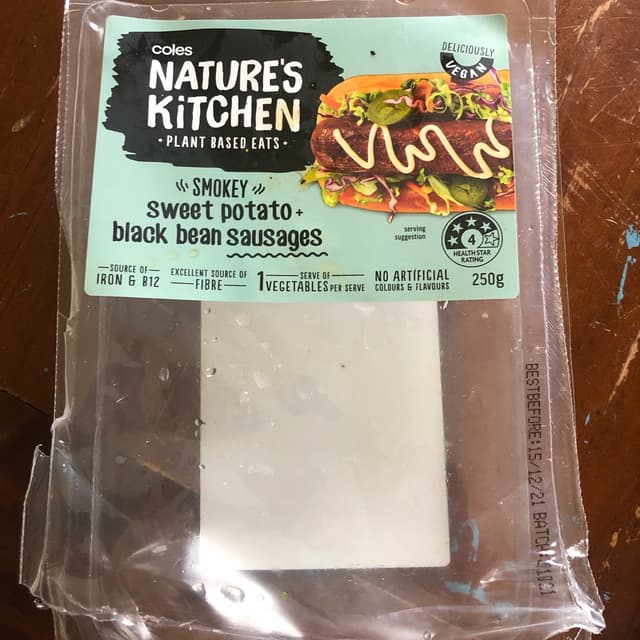 coles
NATURE'S
KiTCHEN
• PLANT BASED EATS •
DELICIOUSLY
VEGAN
SMOKEY
sweet potato +
black bean sausages
serving
suggestion
4
HEALTH STAR
RATING
SOURCE OF
IRON & B12
EXCELLENT SOURCE OF
FIBRE
1 SERVE OF
VEGETABLES PER SERVE
NO ARTIFICIAL
COLOURS & FLAVOURS
250g
BESTBEFORE:15/12/21 BATCH